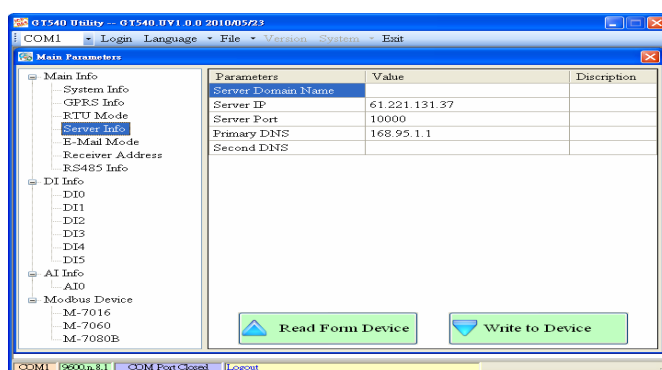 GT540 Utility -- GT540.UV1.0.0 2010/05/23
COM1 Login Language File Version System Exit
Main Parameters
Main Info
System Info
GPRS Info
RTU Mode
Server Info
E-Mail Mode
Receiver Address
RS485 Info
DI Info
DI0
DI1
DI2
DI3
DI4
DI5
AI Info
AI0
Modbus Device
M-7016
M-7060
M-7080B
Parameters Value Discription
Server Domain Name
Server IP 61.221.131.37
Server Port 10000
Primary DNS 168.95.1.1
Second DNS
Read Form Device Write to Device
COM1 9600,n,8,1 COM Port Closed Logout